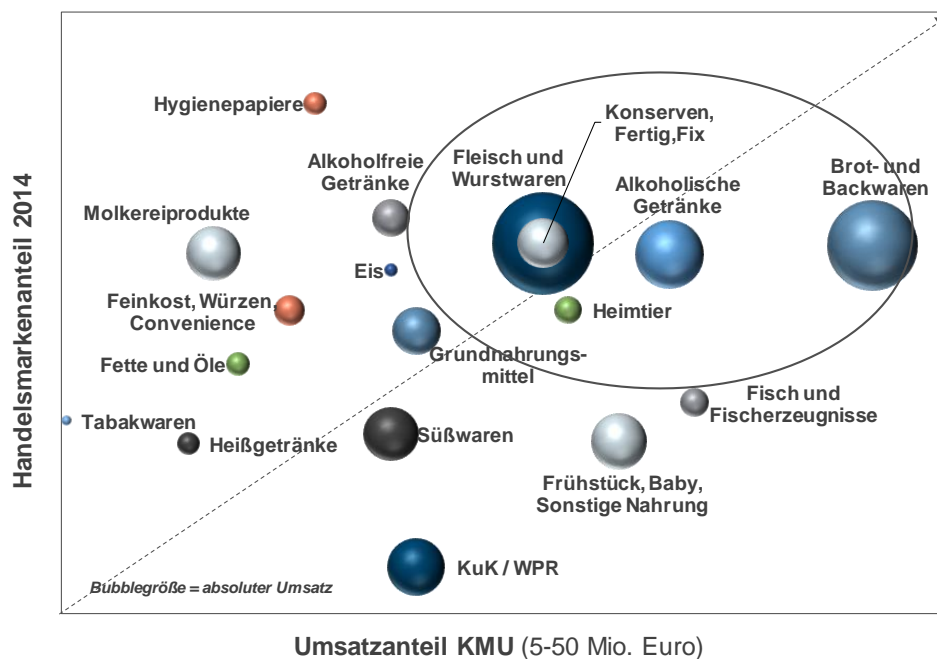 Handelsmarkenanteil 2014
Hygienepapiere
Konserven,
Fertig,Fix
Alkoholfreie
Getränke
Fleisch und
Wurstwaren
Alkoholische
Getränke
Brot- und
Backwaren
Molkereiprodukte
Eis
Feinkost, Würzen,
Convenience
Heimtier
Grundnahrungs-
mittel
Fette und Öle
Fisch und
Fischerzeugnisse
Tabakwaren
Heißgetränke
Süßwaren
Frühstück, Baby,
Sonstige Nahrung
KuK / WPR
Bubblegröße = absoluter Umsatz
Umsatzanteil KMU (5-50 Mio. Euro)